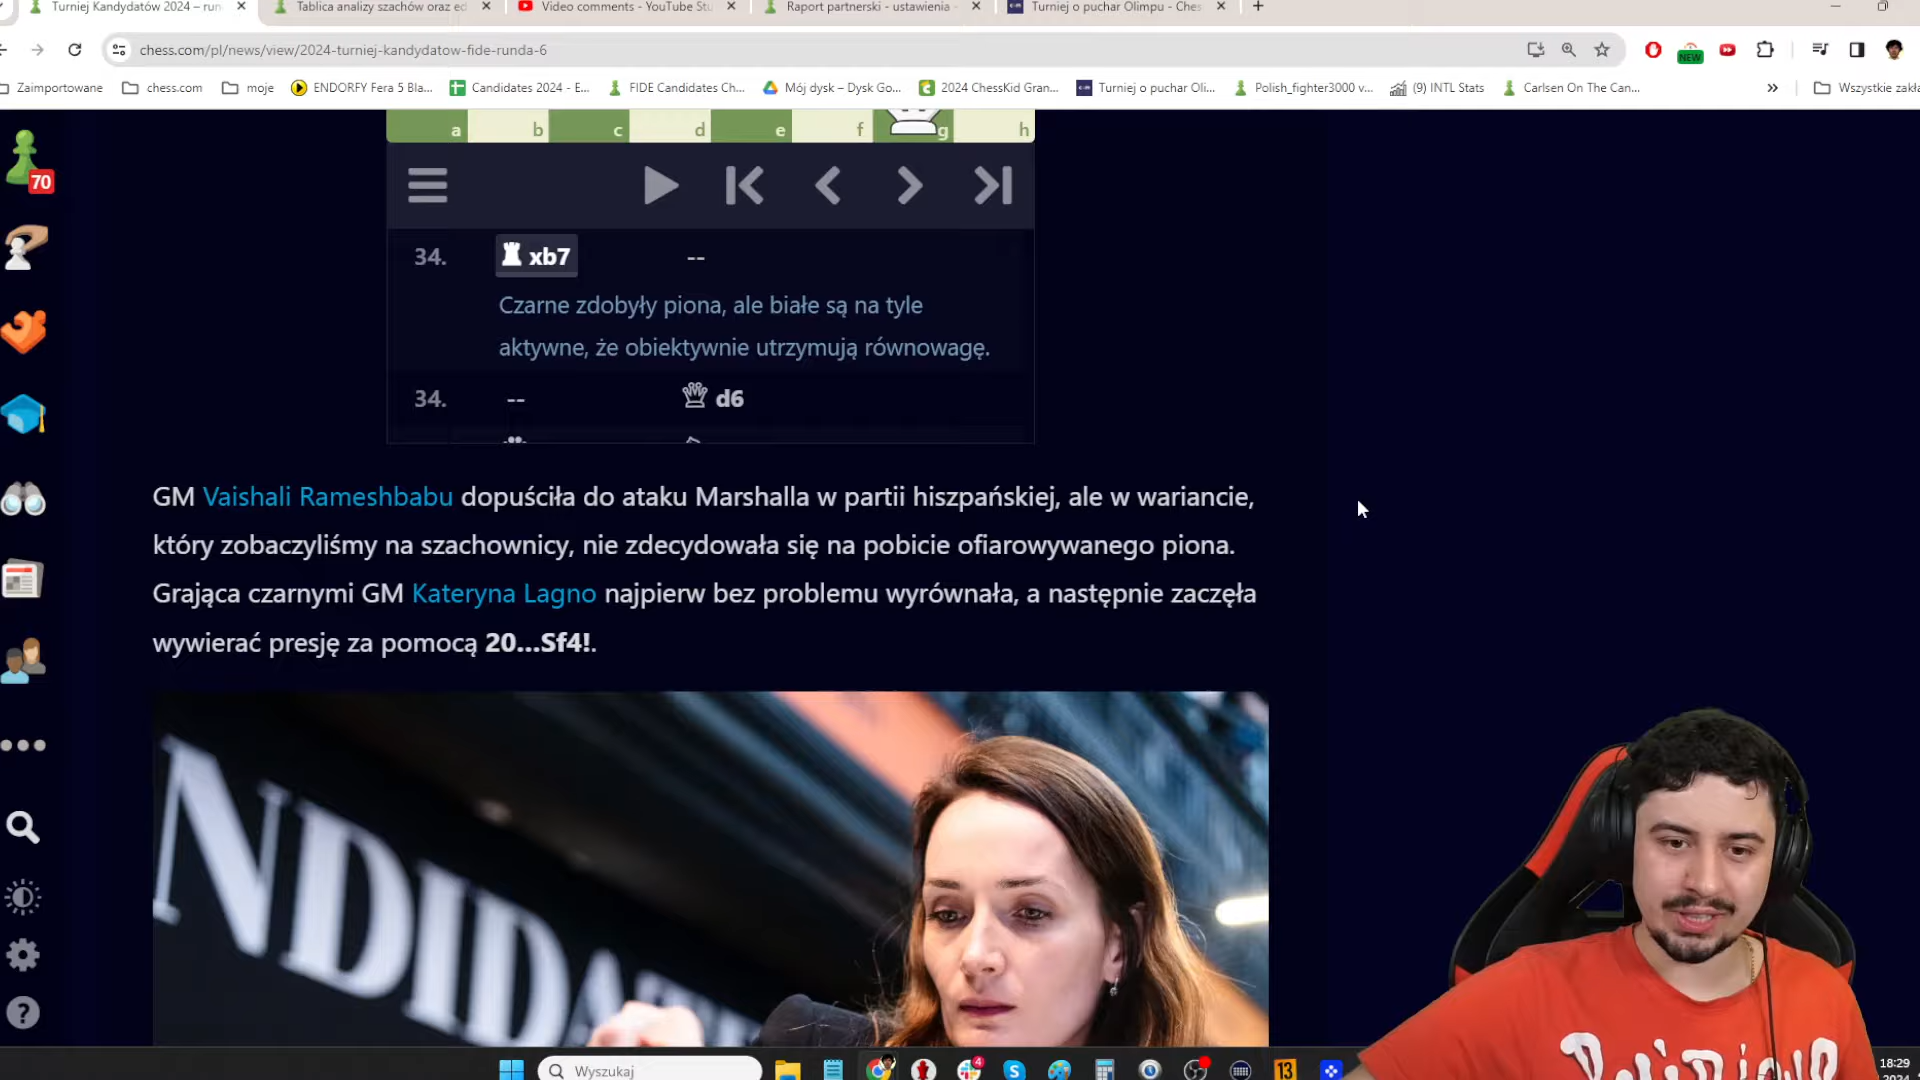 Turniej Kandydatów 2024 – run
Tablica analizy szachów oraz ed
Video comments - YouTube Stu
Raport partnerski - ustawienia -
Turniej o puchar Olimpu - Ches
chess.com/pl/news/view/2024-turniej-kandydatow-fide-runda-6
NEW
Zaimportowane
chess.com
moje
ENDORFY Fera 5 Bla...
Candidates 2024 - E...
FIDE Candidates Ch...
Mój dysk – Dysk Go...
2024 ChessKid Gran...
Turniej o puchar Oli...
Polish_fighter3000 v...
(9) INTL Stats
Carlsen On The Can...
»
Wszystkie zakła
a b c d e f g h
70
34. xb7 --
Czarne zdobyły piona, ale białe są na tyle
aktywne, że obiektywnie utrzymują równowagę.
34. -- d6
GM Vaishali Rameshbabu dopuściła do ataku Marshalla w partii hiszpańskiej, ale w wariancie,
który zobaczyliśmy na szachownicy, nie zdecydowała się na pobicie ofiarowywanego piona.
Grająca czarnymi GM Kateryna Lagno najpierw bez problemu wyrównała, a następnie zaczęła
wywierać presję za pomocą 20...Sf4!.
NDIDA
Wyszukaj
4
13
18:29